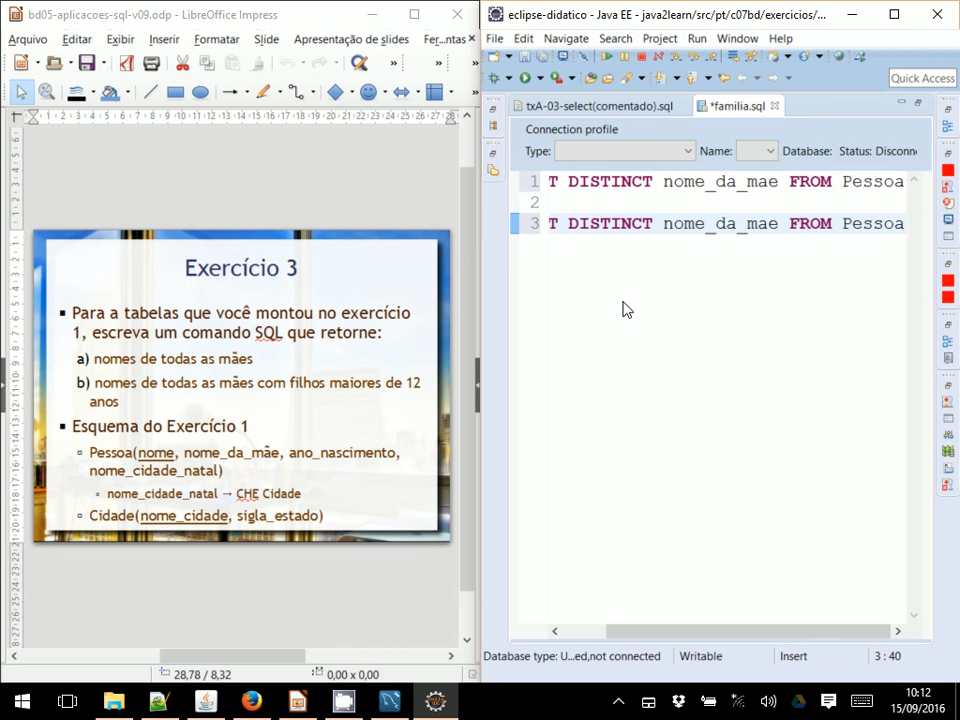 bd05-aplicacoes-sql-v09.odp - LibreOffice Impress
Arquivo Editar Exibir Inserir Formatar Slide Apresentação de slides Fer...ntas »
Exercício 3
Para a tabelas que você montou no exercício
1, escreva um comando SQL que retorne:
a) nomes de todas as mães
b) nomes de todas as mães com filhos maiores de 12
anos
Esquema do Exercício 1
Pessoa(nome, nome_da_mãe, ano_nascimento,
nome_cidade_natal)
nome_cidade_natal → CHE Cidade
Cidade(nome_cidade, sigla_estado)
28,78 / 8,32 0,00 x 0,00
eclipse-didatico - Java EE - java2learn/src/pt/c07bd/exercicios/...
File Edit Navigate Search Project Run Window Help
Quick Access
txA-03-select(comentado).sql *familia.sql
Connection profile
Type: Name: Database: Status: Disconn
1 T DISTINCT nome_da_mae FROM Pessoa
2
3 T DISTINCT nome_da_mae FROM Pessoa
Database type: U...ed,not connected Writable Insert 3 : 40
10:12
15/09/2016